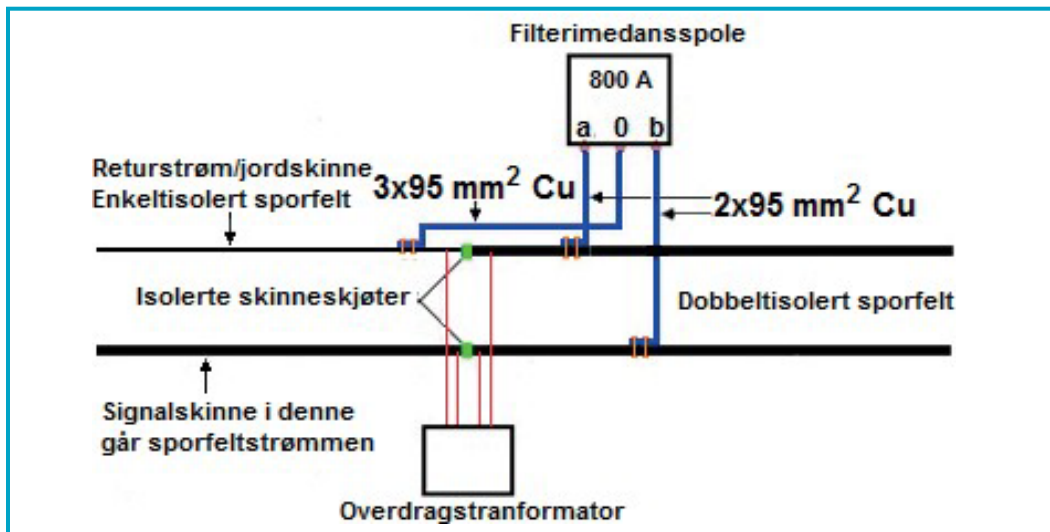 Filterimedansspole
800 A
a 0 b
Returstrøm/jordskinne
Enkeltisolert sporfelt
3x95 mm² Cu
2x95 mm² Cu
Isolerte skinneskjøter
Dobbeltisolert sporfelt
Signalskinne i denne
går sporfeltstrømmen
Overdragstranformator